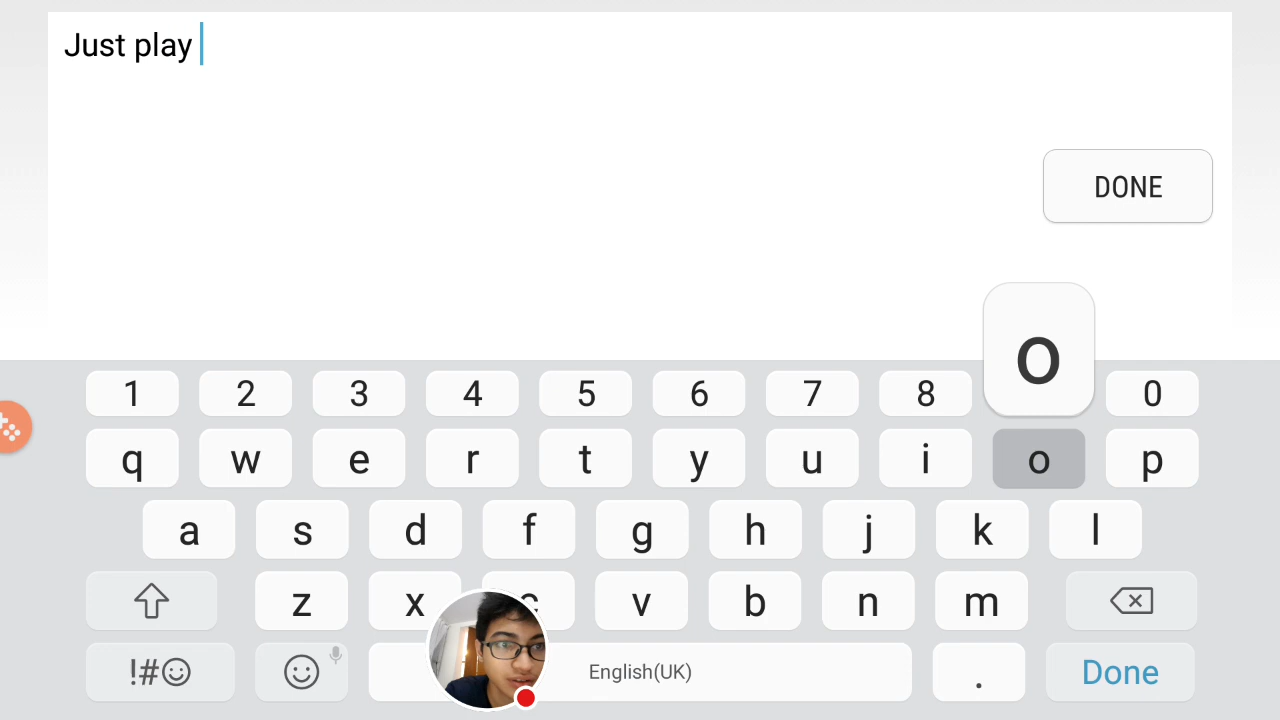 Just play
DONE
o
1 2 3 4 5 6 7 8 0
q w e r t y u i o p
a s d f g h j k l
z x c v b n m
!#☺ English(UK) . Done